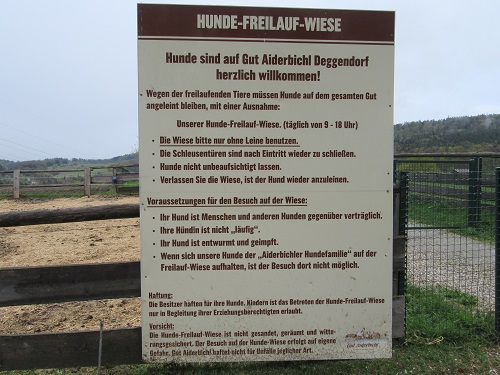 HUNDE-FREILAUF-WIESE
Hunde sind auf Gut Aiderbichl Deggendorf
herzlich willkommen!
Wegen der freilaufenden Tiere müssen Hunde auf dem gesamten Gut
angeleint bleiben, mit einer Ausnahme:
Unserer Hunde-Freilauf-Wiese. (täglich von 9 - 18 Uhr)
• Die Wiese bitte nur ohne Leine benutzen.
• Die Schleusentüren sind nach Eintritt wieder zu schließen.
• Hunde nicht unbeaufsichtigt lassen.
• Verlassen Sie die Wiese, ist der Hund wieder anzuleinen.
Voraussetzungen für den Besuch auf der Wiese:
• Ihr Hund ist Menschen und anderen Hunden gegenüber verträglich.
• Ihre Hündin ist nicht „läufig".
• Ihr Hund ist entwurmt und geimpft.
• Wenn sich unsere Hunde der „Aiderbichler Hundefamilie" auf der
Freilauf-Wiese aufhalten, ist der Besuch dort nicht möglich.
Haftung:
Die Besitzer haften für ihre Hunde. Kindern ist das Betreten der Hunde-Freilauf-Wiese
nur in Begleitung ihrer Erziehungsberechtigten erlaubt.
Vorsicht:
Die Hunde-Freilauf-Wiese ist nicht gesandet, geräumt und witte-
rungsgesichert. Der Besuch auf der Hunde-Wiese erfolgt auf eigene
Gefahr. Gut Aiderbichl haftet nicht für Unfälle jeglicher Art.
Gut Aiderbichl